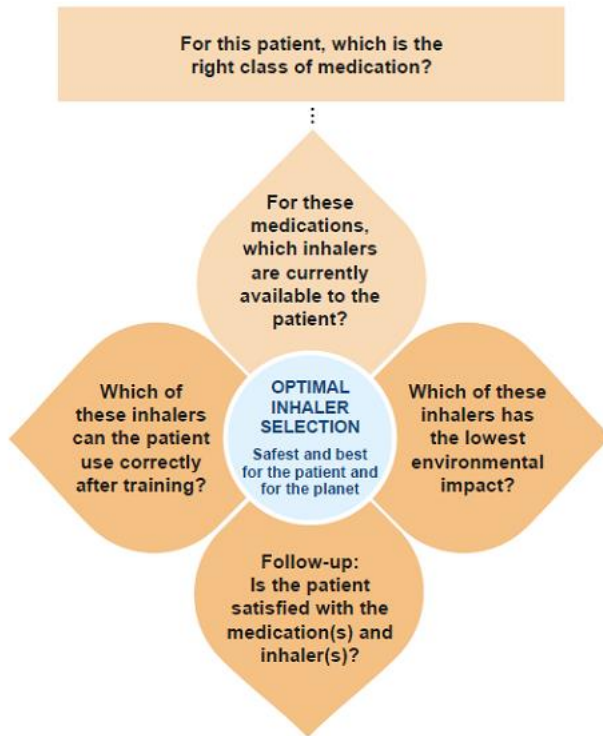 For this patient, which is the
right class of medication?
For these
medications,
which inhalers
are currently
available to the
patient?
Which of
these inhalers
can the patient
use correctly
after training?
OPTIMAL
INHALER
SELECTION
Safest and best
for the patient and
for the planet
Which of these
inhalers has
the lowest
environmental
impact?
Follow-up:
Is the patient
satisfied with the
medication(s) and
inhaler(s)?